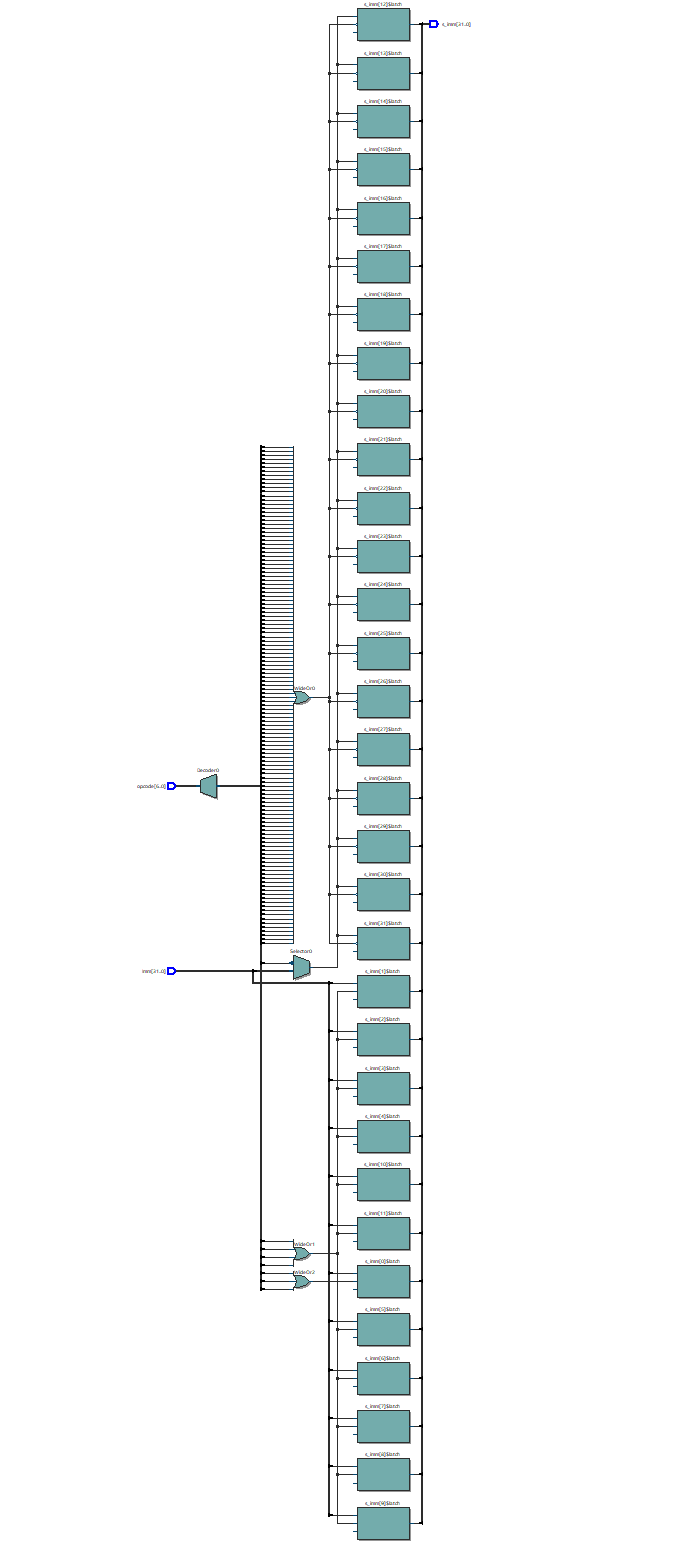 s_imm[12]$latch
s_imm[31..0]
s_imm[13]$latch
s_imm[14]$latch
s_imm[15]$latch
s_imm[16]$latch
s_imm[17]$latch
s_imm[18]$latch
s_imm[19]$latch
s_imm[20]$latch
s_imm[21]$latch
s_imm[22]$latch
s_imm[23]$latch
s_imm[24]$latch
s_imm[25]$latch
WideOr0
s_imm[26]$latch
s_imm[27]$latch
Decoder0
opcode[6..0]
s_imm[28]$latch
s_imm[29]$latch
s_imm[30]$latch
s_imm[31]$latch
Selector0
imm[31..0]
s_imm[1]$latch
s_imm[2]$latch
s_imm[3]$latch
s_imm[4]$latch
s_imm[10]$latch
s_imm[11]$latch
WideOr1
s_imm[0]$latch
WideOr2
s_imm[5]$latch
s_imm[6]$latch
s_imm[7]$latch
s_imm[8]$latch
s_imm[9]$latch